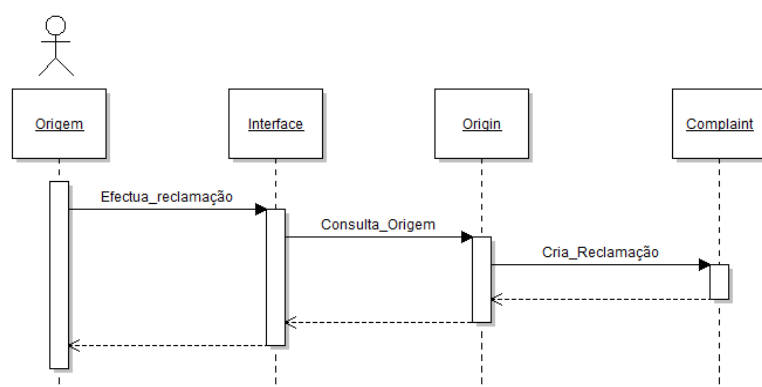 Origem
Interface
Origin
Complaint
Efectua_reclamação
Consulta_Origem
Cria_Reclamação